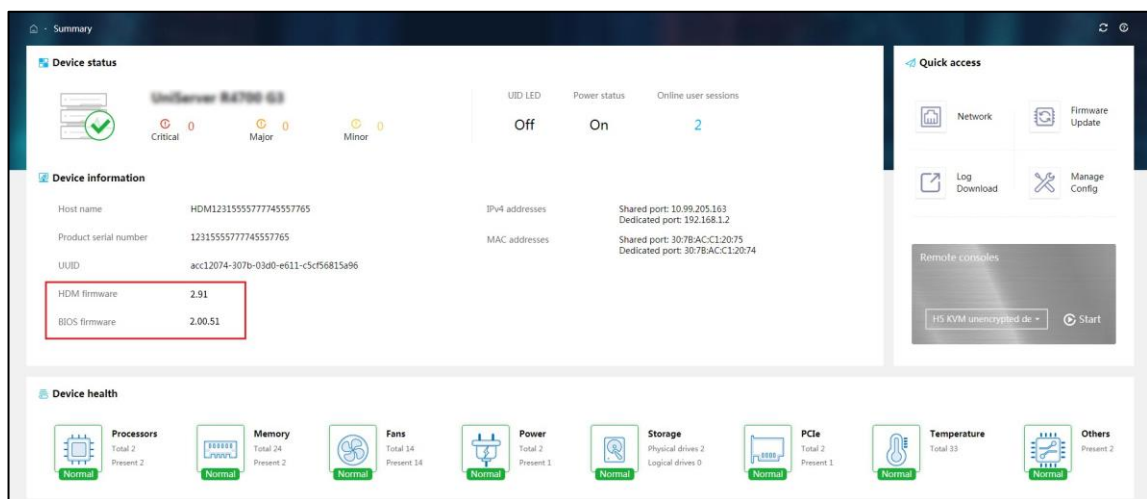 Summary
Device status
UniServer R4700 G3
Critical 0
Major 0
Minor 0
UID LED
Off
Power status
On
Online user sessions
2
Device information
Host name HDM12315555777745557765
Product serial number 12315555777745557765
UUID acc12074-307b-03d0-e611-c5cf56815a96
HDM firmware 2.91
BIOS firmware 2.00.51
IPv4 addresses Shared port: 10.99.205.163
Dedicated port: 192.168.1.2
MAC addresses Shared port: 30:7B:AC:C1:20:75
Dedicated port: 30:7B:AC:C1:20:74
Quick access
Network
Firmware
Update
Log
Download
Manage
Config
Remote consoles
H5 KVM unencrypted de
Start
Device health
Processors
Total 2
Present 2
Normal
Memory
Total 24
Present 2
Normal
Fans
Total 14
Present 14
Normal
Power
Total 2
Present 1
Normal
Storage
Physical drives 2
Logical drives 0
Normal
PCIe
Total 2
Present 1
Normal
Temperature
Total 33
Normal
Others
Present 2
Normal